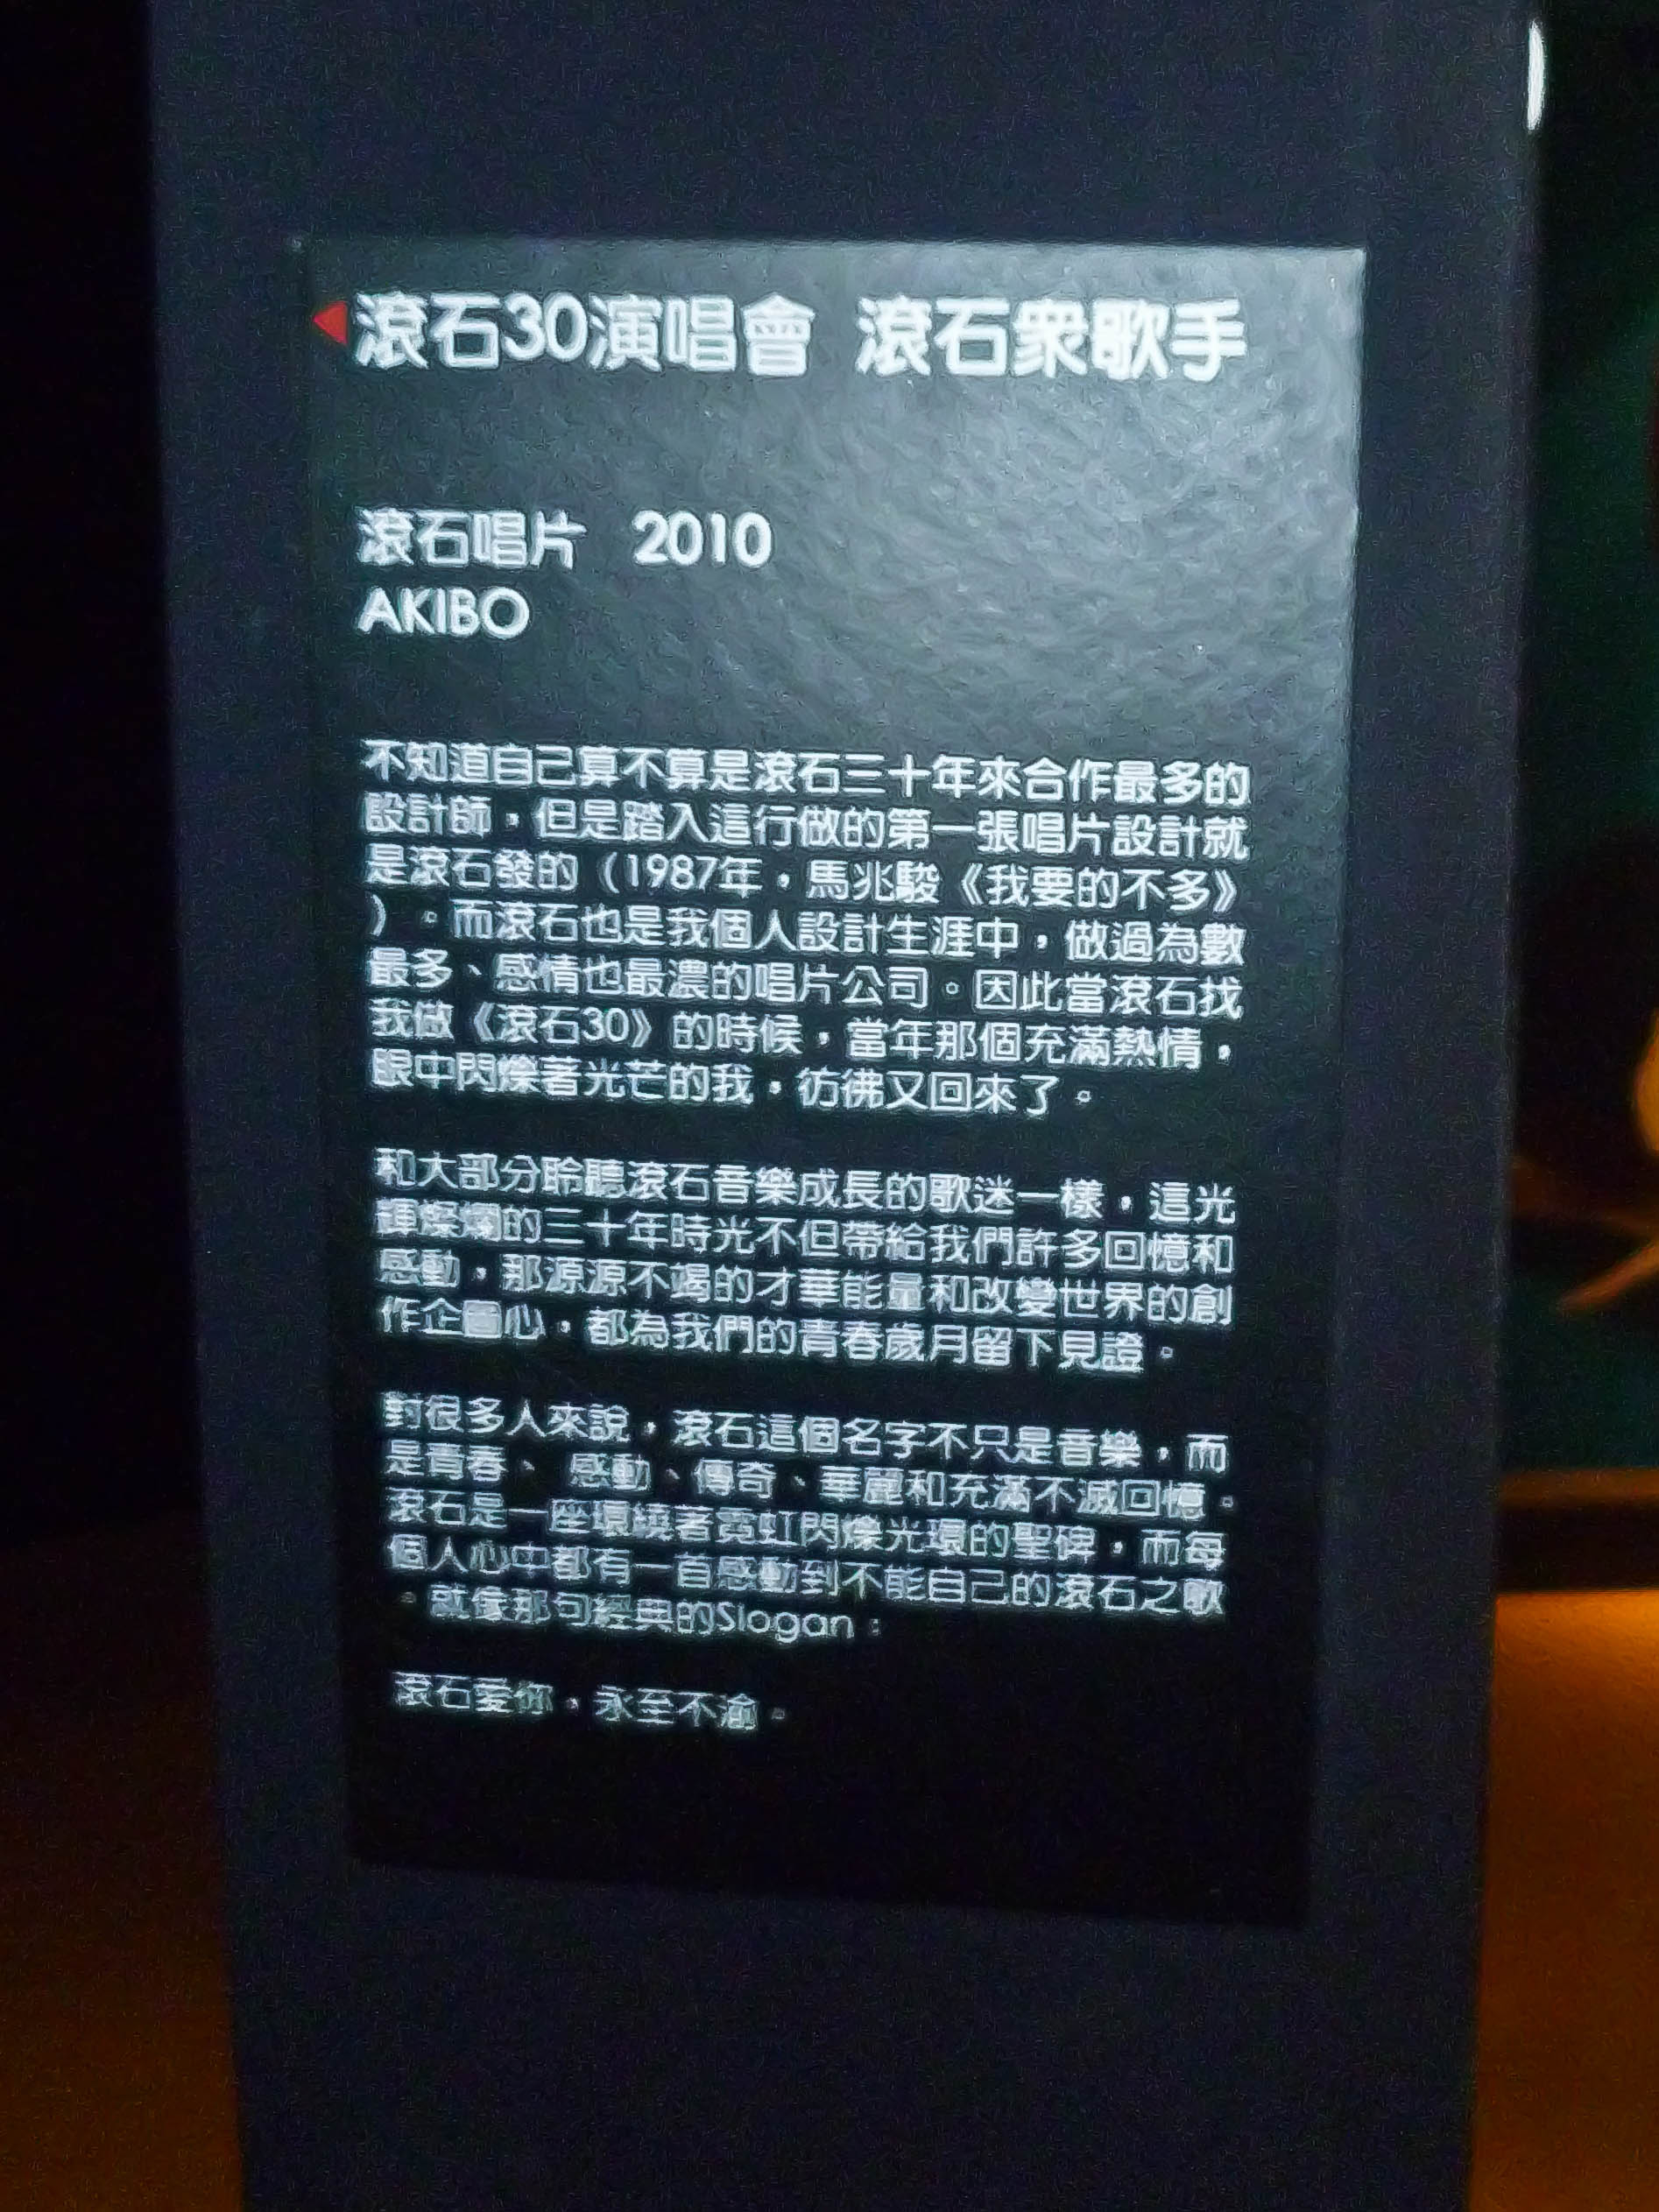 滾石30演唱會 滾石衆歌手
滾石唱片 2010
AKIBO
不知道自己算不算是滾石三十年來合作最多的
設計師，但是踏入這行做的第一張唱片設計就
是滾石發的（1987年，馬兆駿《我要的不多》
）。而滾石也是我個人設計生涯中，做過為數
最多、感情也最濃的唱片公司。因此當滾石找
我做《滾石30》的時候，當年那個充滿熱情，
眼中閃爍著光芒的我，彷彿又回來了。
和大部分聆聽滾石音樂成長的歌迷一樣，這光
輝燦爛的三十年時光不但帶給我們許多回憶和
感動，那源源不竭的才華能量和改變世界的創
作企圖心，都為我們的青春歲月留下見證。
對很多人來說，滾石這個名字不只是音樂，而
是青春、 感動、傳奇、華麗和充滿不滅回憶。
滾石是一座環繞著霓虹閃爍光環的聖碑，而每
個人心中都有一首感動到不能自己的滾石之歌
。就像那句經典的Slogan：
滾石愛你，永至不渝。